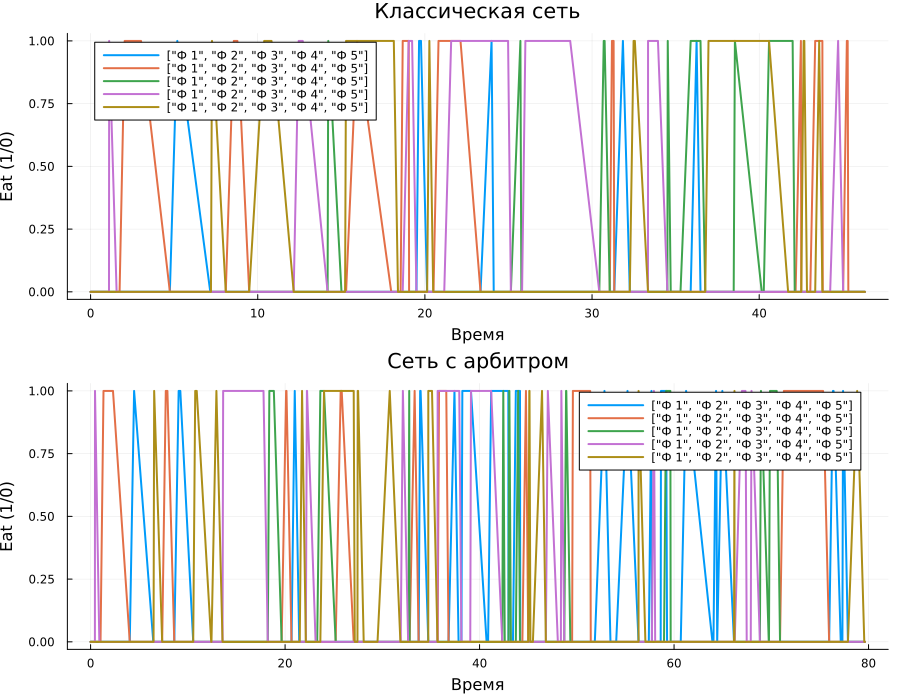 Классическая сеть
1.00
["Ф 1", "Ф 2", "Ф 3", "Ф 4", "Ф 5"]
["Ф 1", "Ф 2", "Ф 3", "Ф 4", "Ф 5"]
["Ф 1", "Ф 2", "Ф 3", "Ф 4", "Ф 5"]
["Ф 1", "Ф 2", "Ф 3", "Ф 4", "Ф 5"]
["Ф 1", "Ф 2", "Ф 3", "Ф 4", "Ф 5"]
0.75
Eat (1/0)
0.50
0.25
0.00
0 10 20 30 40
Время
Сеть с арбитром
1.00
["Ф 1", "Ф 2", "Ф 3", "Ф 4", "Ф 5"]
["Ф 1", "Ф 2", "Ф 3", "Ф 4", "Ф 5"]
["Ф 1", "Ф 2", "Ф 3", "Ф 4", "Ф 5"]
["Ф 1", "Ф 2", "Ф 3", "Ф 4", "Ф 5"]
["Ф 1", "Ф 2", "Ф 3", "Ф 4", "Ф 5"]
0.75
Eat (1/0)
0.50
0.25
0.00
0 20 40 60 80
Время